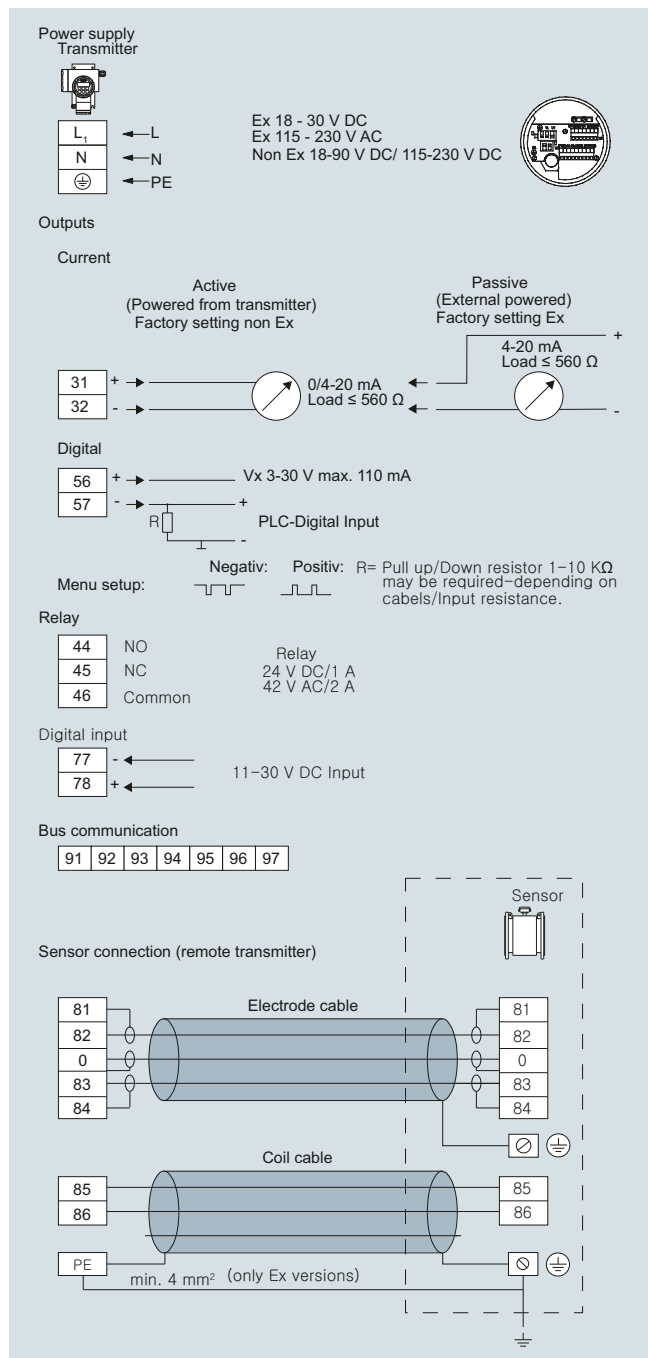 Power supply
Transmitter
L1
L
Ex 18 - 30 V DC
Ex 115 - 230 V AC
Non Ex 18-90 V DC/ 115-230 V DC
N
N
PE
Outputs
Current
Active
(Powered from transmitter)
Factory setting non Ex
Passive
(External powered)
Factory setting Ex
+
4-20 mA
Load ≤ 560 Ω
31 +
32 -
0/4-20 mA
Load ≤ 560 Ω
-
Digital
56 + Vx 3-30 V max. 110 mA
57 - +
R PLC-Digital Input
-
Menu setup:
Negativ: Positiv:
R= Pull up/Down resistor 1-10 KΩ
may be required-depending on
cabels/Input resistance.
Relay
44 NO
45 NC
46 Common
Relay
24 V DC/1 A
42 V AC/2 A
Digital input
77 -
78 +
11-30 V DC Input
Bus communication
91 92 93 94 95 96 97
Sensor
Sensor connection (remote transmitter)
Electrode cable
81 81
82 82
0 0
83 83
84 84
Coil cable
85 85
86 86
PE
min. 4 mm² (only Ex versions)